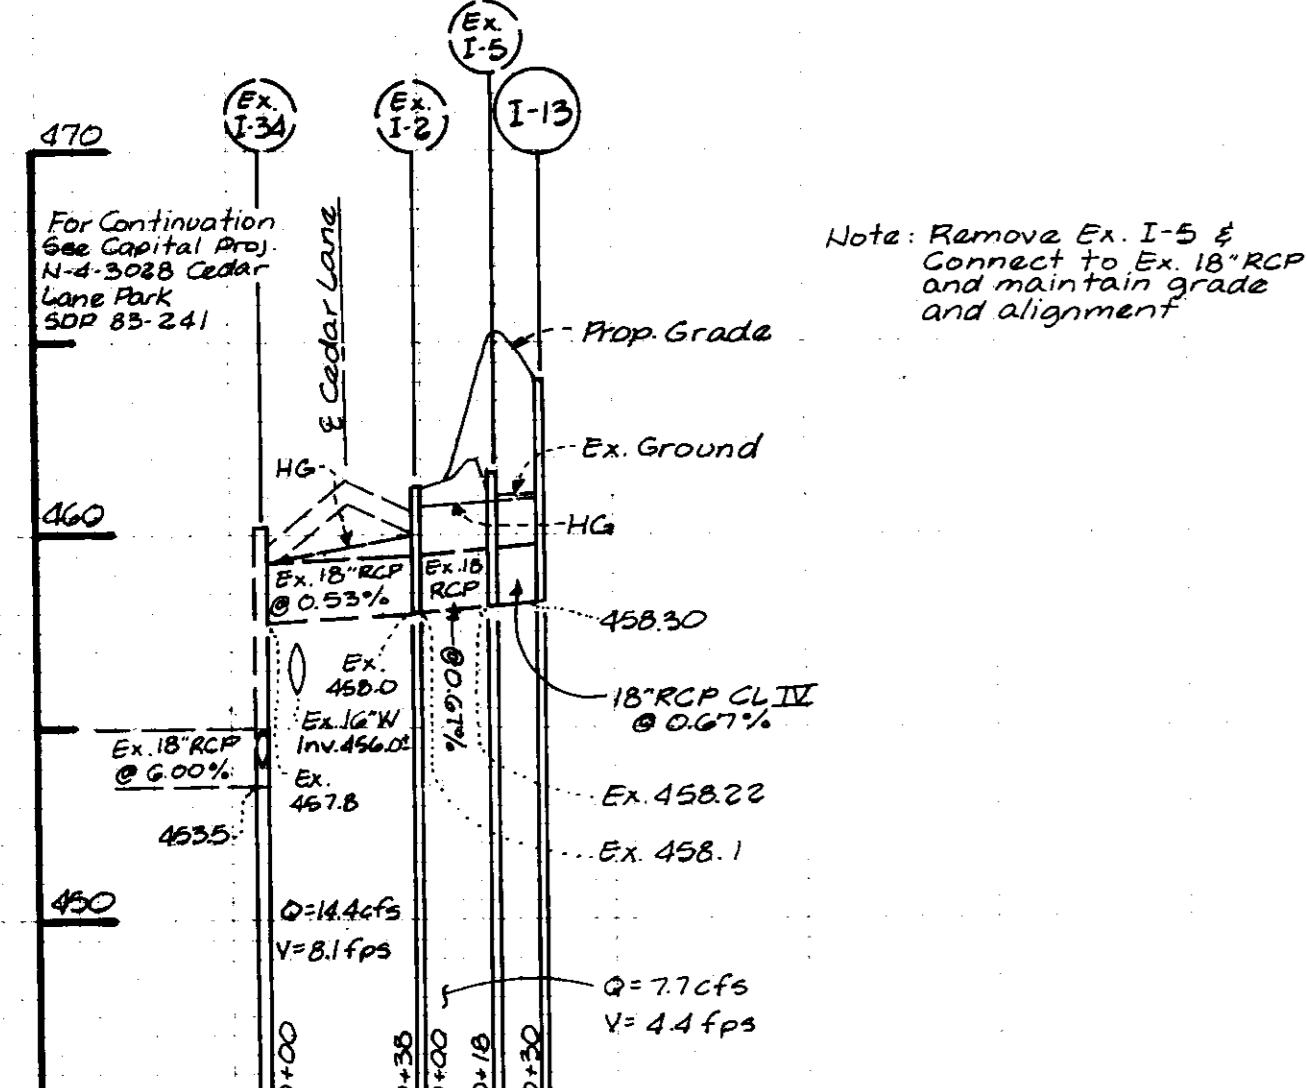 Ex.
I-5
Ex.
I-34
Ex.
I-2
I-13
470
For Continuation
See Capital Proj.
N-4-3028 Cedar
Lane Park
SDP 83-241
℄ Cedar Lane
Note: Remove Ex. I-5 &
Connect to Ex. 18"RCP
and maintain grade
and alignment
Prop. Grade
Ex. Ground
HG
460
HG
Ex. 18"RCP
@ 0.53%
Ex.18
RCP
@ 0.67%
458.30
Ex.
458.0
18"RCP CL IV
@ 0.67%
Ex.16"W
Inv.456.0±
Ex.18"RCP
@ 6.00%
Ex.
457.8
Ex. 458.22
453.5
Ex. 458.1
450
Q=14.4cfs
V=8.1fps
Q=7.7cfs
V=4.4fps
+00
+38
+00
+18
+30